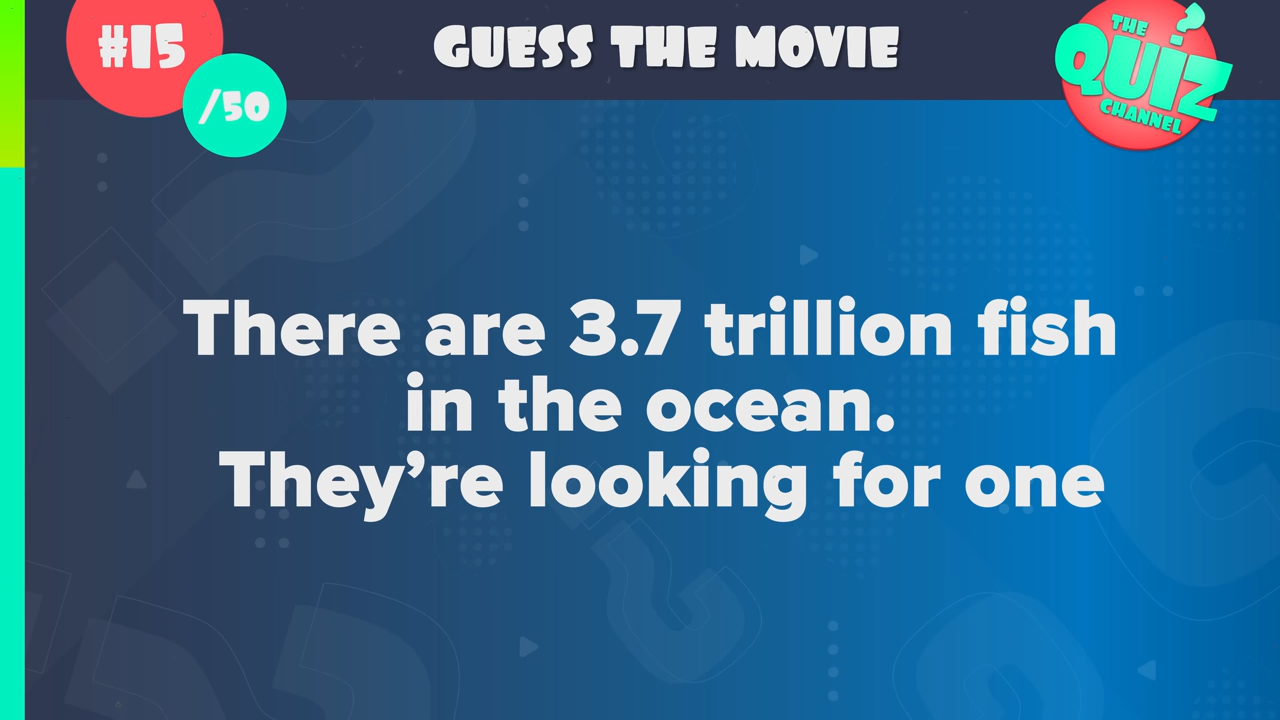 #15
/50
GUESS THE MOVIE
THE
QUIZ
CHANNEL
There are 3.7 trillion fish
in the ocean.
They’re looking for one